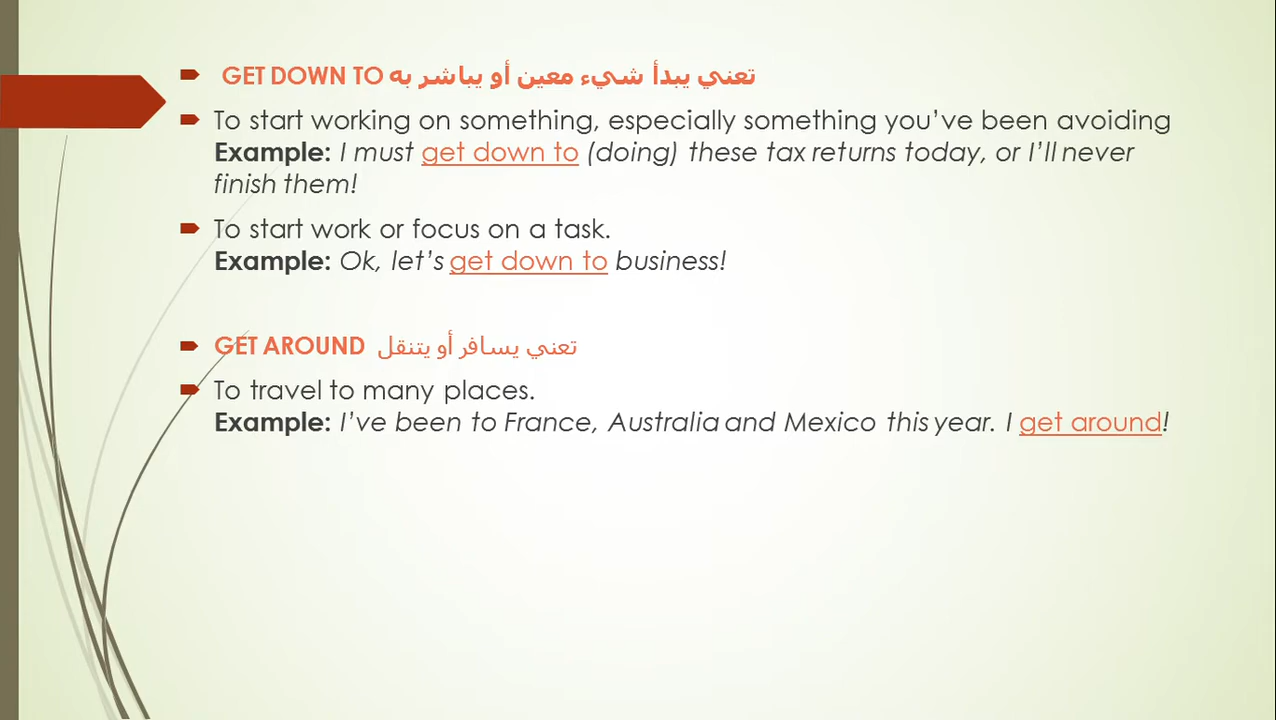 GET DOWN TO تعني يبدأ شيء معين أو يباشر به
To start working on something, especially something you’ve been avoiding
Example: I must get down to (doing) these tax returns today, or I’ll never
finish them!
To start work or focus on a task.
Example: Ok, let’s get down to business!
GET AROUND تعني يسافر أو يتنقل
To travel to many places.
Example: I’ve been to France, Australia and Mexico this year. I get around!